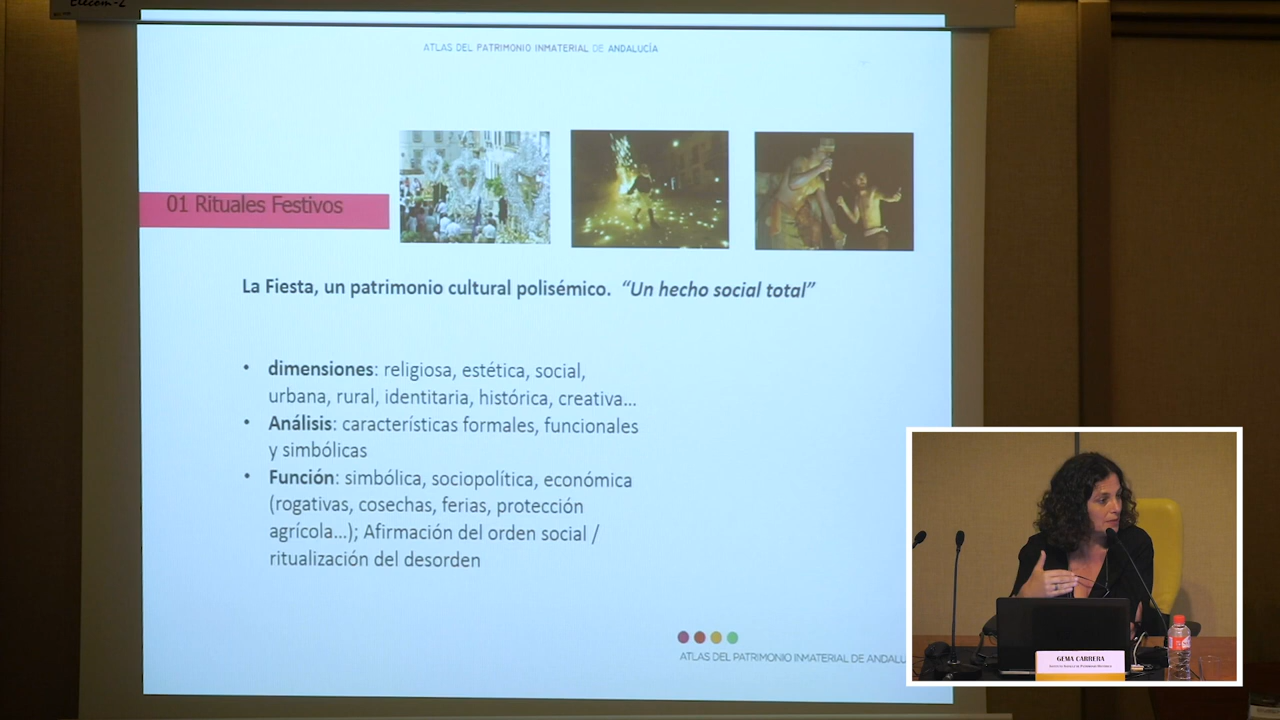 Elecom-2
ATLAS DEL PATRIMONIO INMATERIAL DE ANDALUCÍA
01 Rituales Festivos
La Fiesta, un patrimonio cultural polisémico. “Un hecho social total”
• dimensiones: religiosa, estética, social,
urbana, rural, identitaria, histórica, creativa...
• Análisis: características formales, funcionales
y simbólicas
• Función: simbólica, sociopolítica, económica
(rogativas, cosechas, ferias, protección
agrícola...); Afirmación del orden social /
ritualización del desorden
ATLAS DEL PATRIMONIO INMATERIAL DE ANDALU
GEMA CARRERA